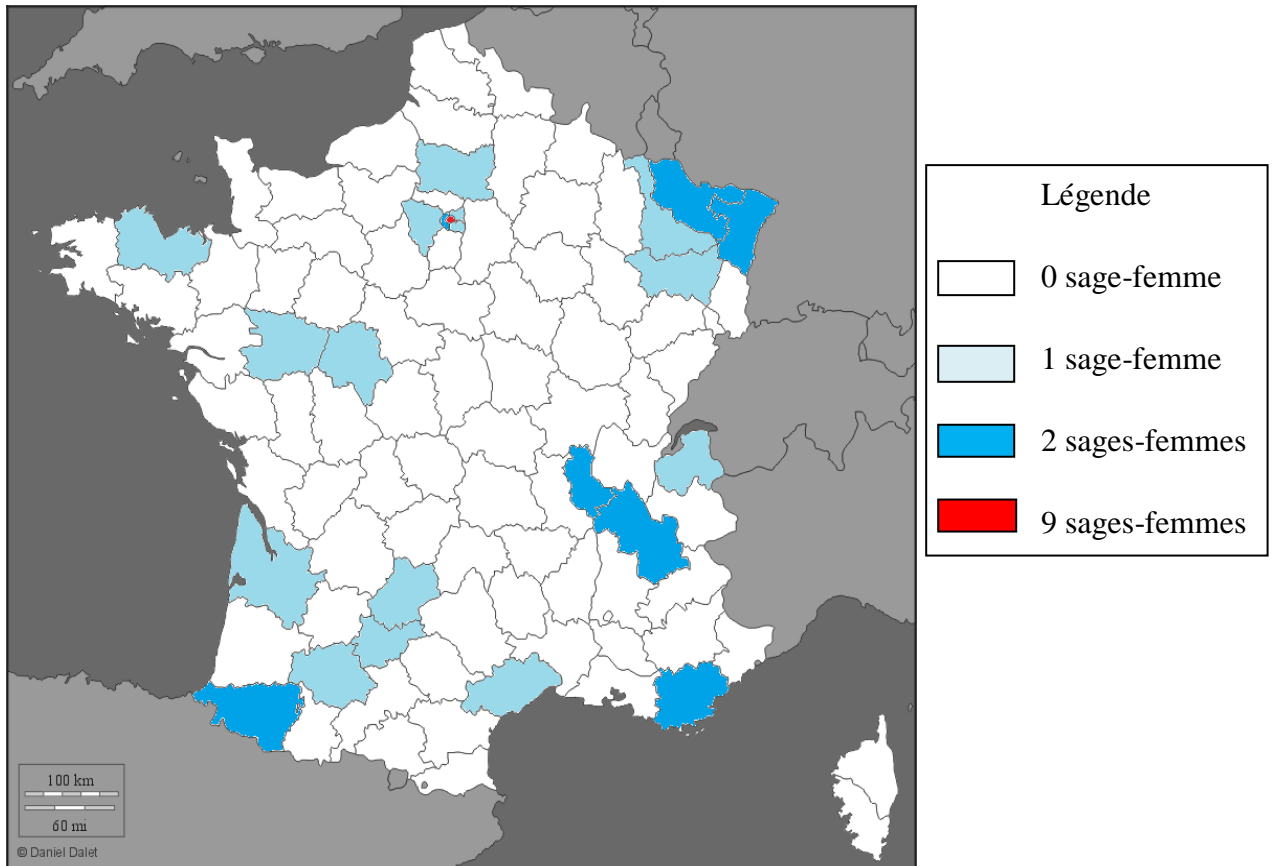 Légende
0 sage-femme
1 sage-femme
2 sages-femmes
9 sages-femmes
100 km
60 mi
© Daniel Dalet